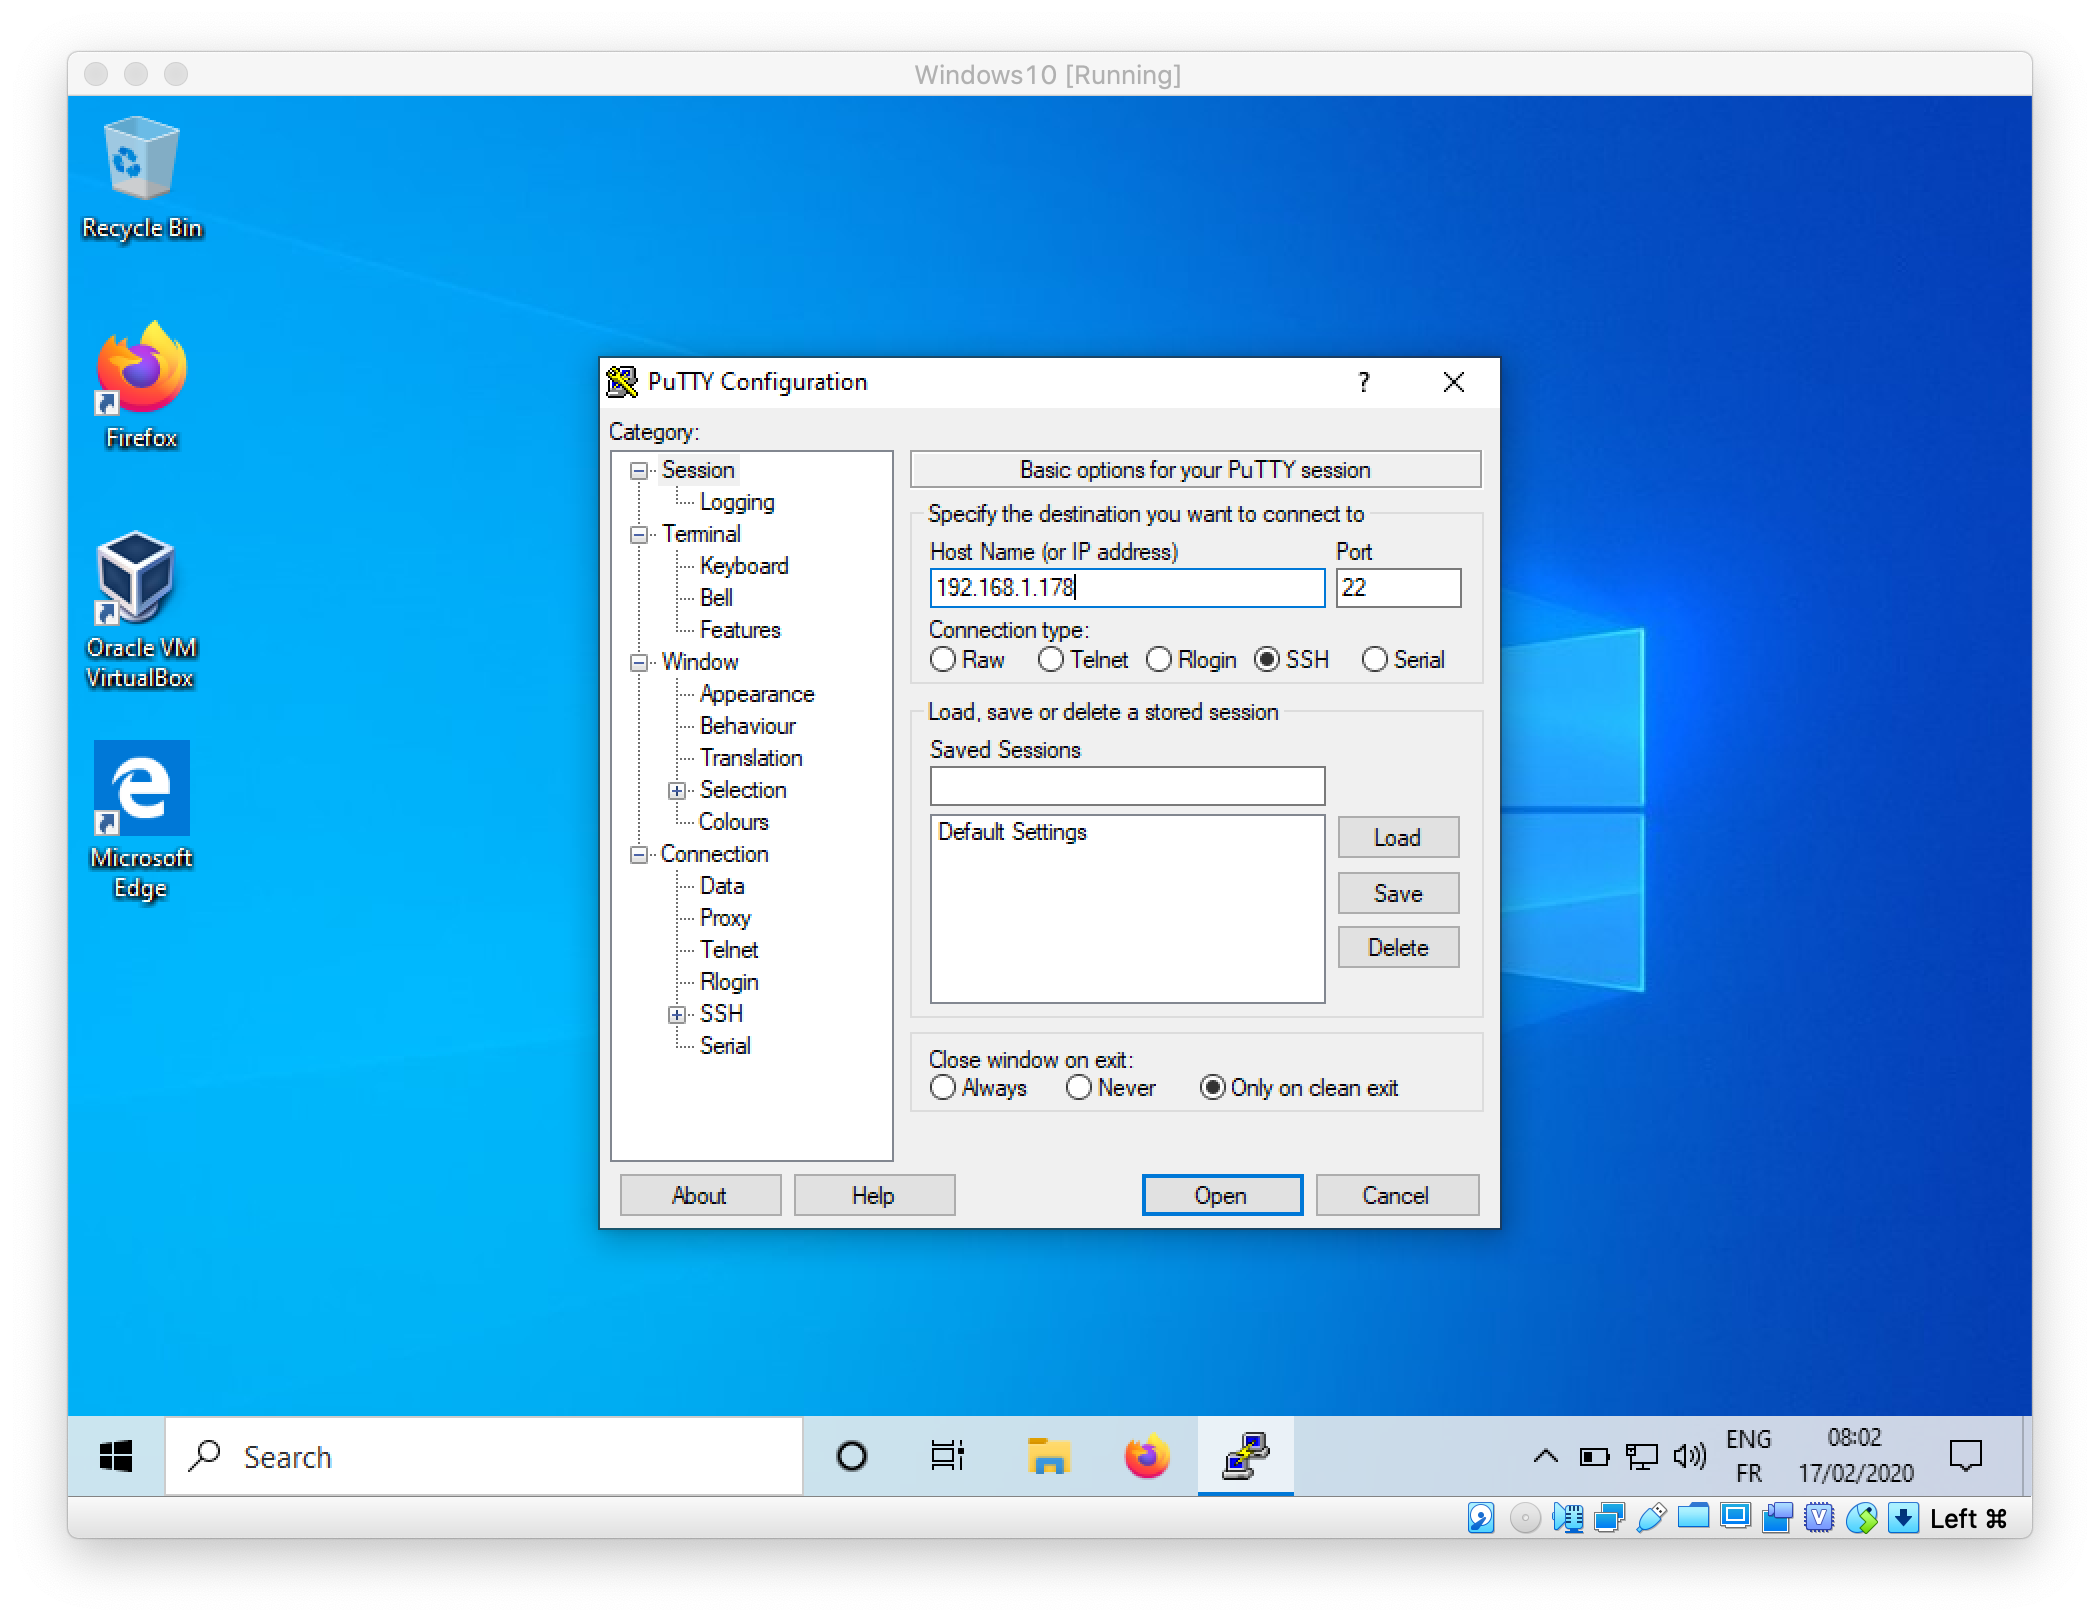 Windows10 [Running]
Recycle Bin
Firefox
Oracle VM
VirtualBox
Microsoft
Edge
PuTTY Configuration
?
Category:
Session
Logging
Terminal
Keyboard
Bell
Features
Window
Appearance
Behaviour
Translation
Selection
Colours
Connection
Data
Proxy
Telnet
Rlogin
SSH
Serial
Basic options for your PuTTY session
Specify the destination you want to connect to
Host Name (or IP address) Port
192.168.1.178 22
Connection type:
Raw Telnet Rlogin SSH Serial
Load, save or delete a stored session
Saved Sessions
Default Settings
Load
Save
Delete
Close window on exit:
Always Never Only on clean exit
About Help Open Cancel
Search
ENG
FR
08:02
17/02/2020
Left ⌘